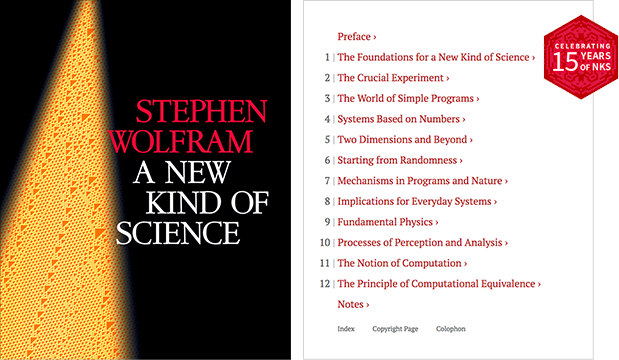 STEPHEN
WOLFRAM
A NEW
KIND OF
SCIENCE
Preface ›
1 | The Foundations for a New Kind of Science ›
2 | The Crucial Experiment ›
3 | The World of Simple Programs ›
4 | Systems Based on Numbers ›
5 | Two Dimensions and Beyond ›
6 | Starting from Randomness ›
7 | Mechanisms in Programs and Nature ›
8 | Implications for Everyday Systems ›
9 | Fundamental Physics ›
10 | Processes of Perception and Analysis ›
11 | The Notion of Computation ›
12 | The Principle of Computational Equivalence ›
Notes ›
Index Copyright Page Colophon
CELEBRATING
15 YEARS
OF NKS